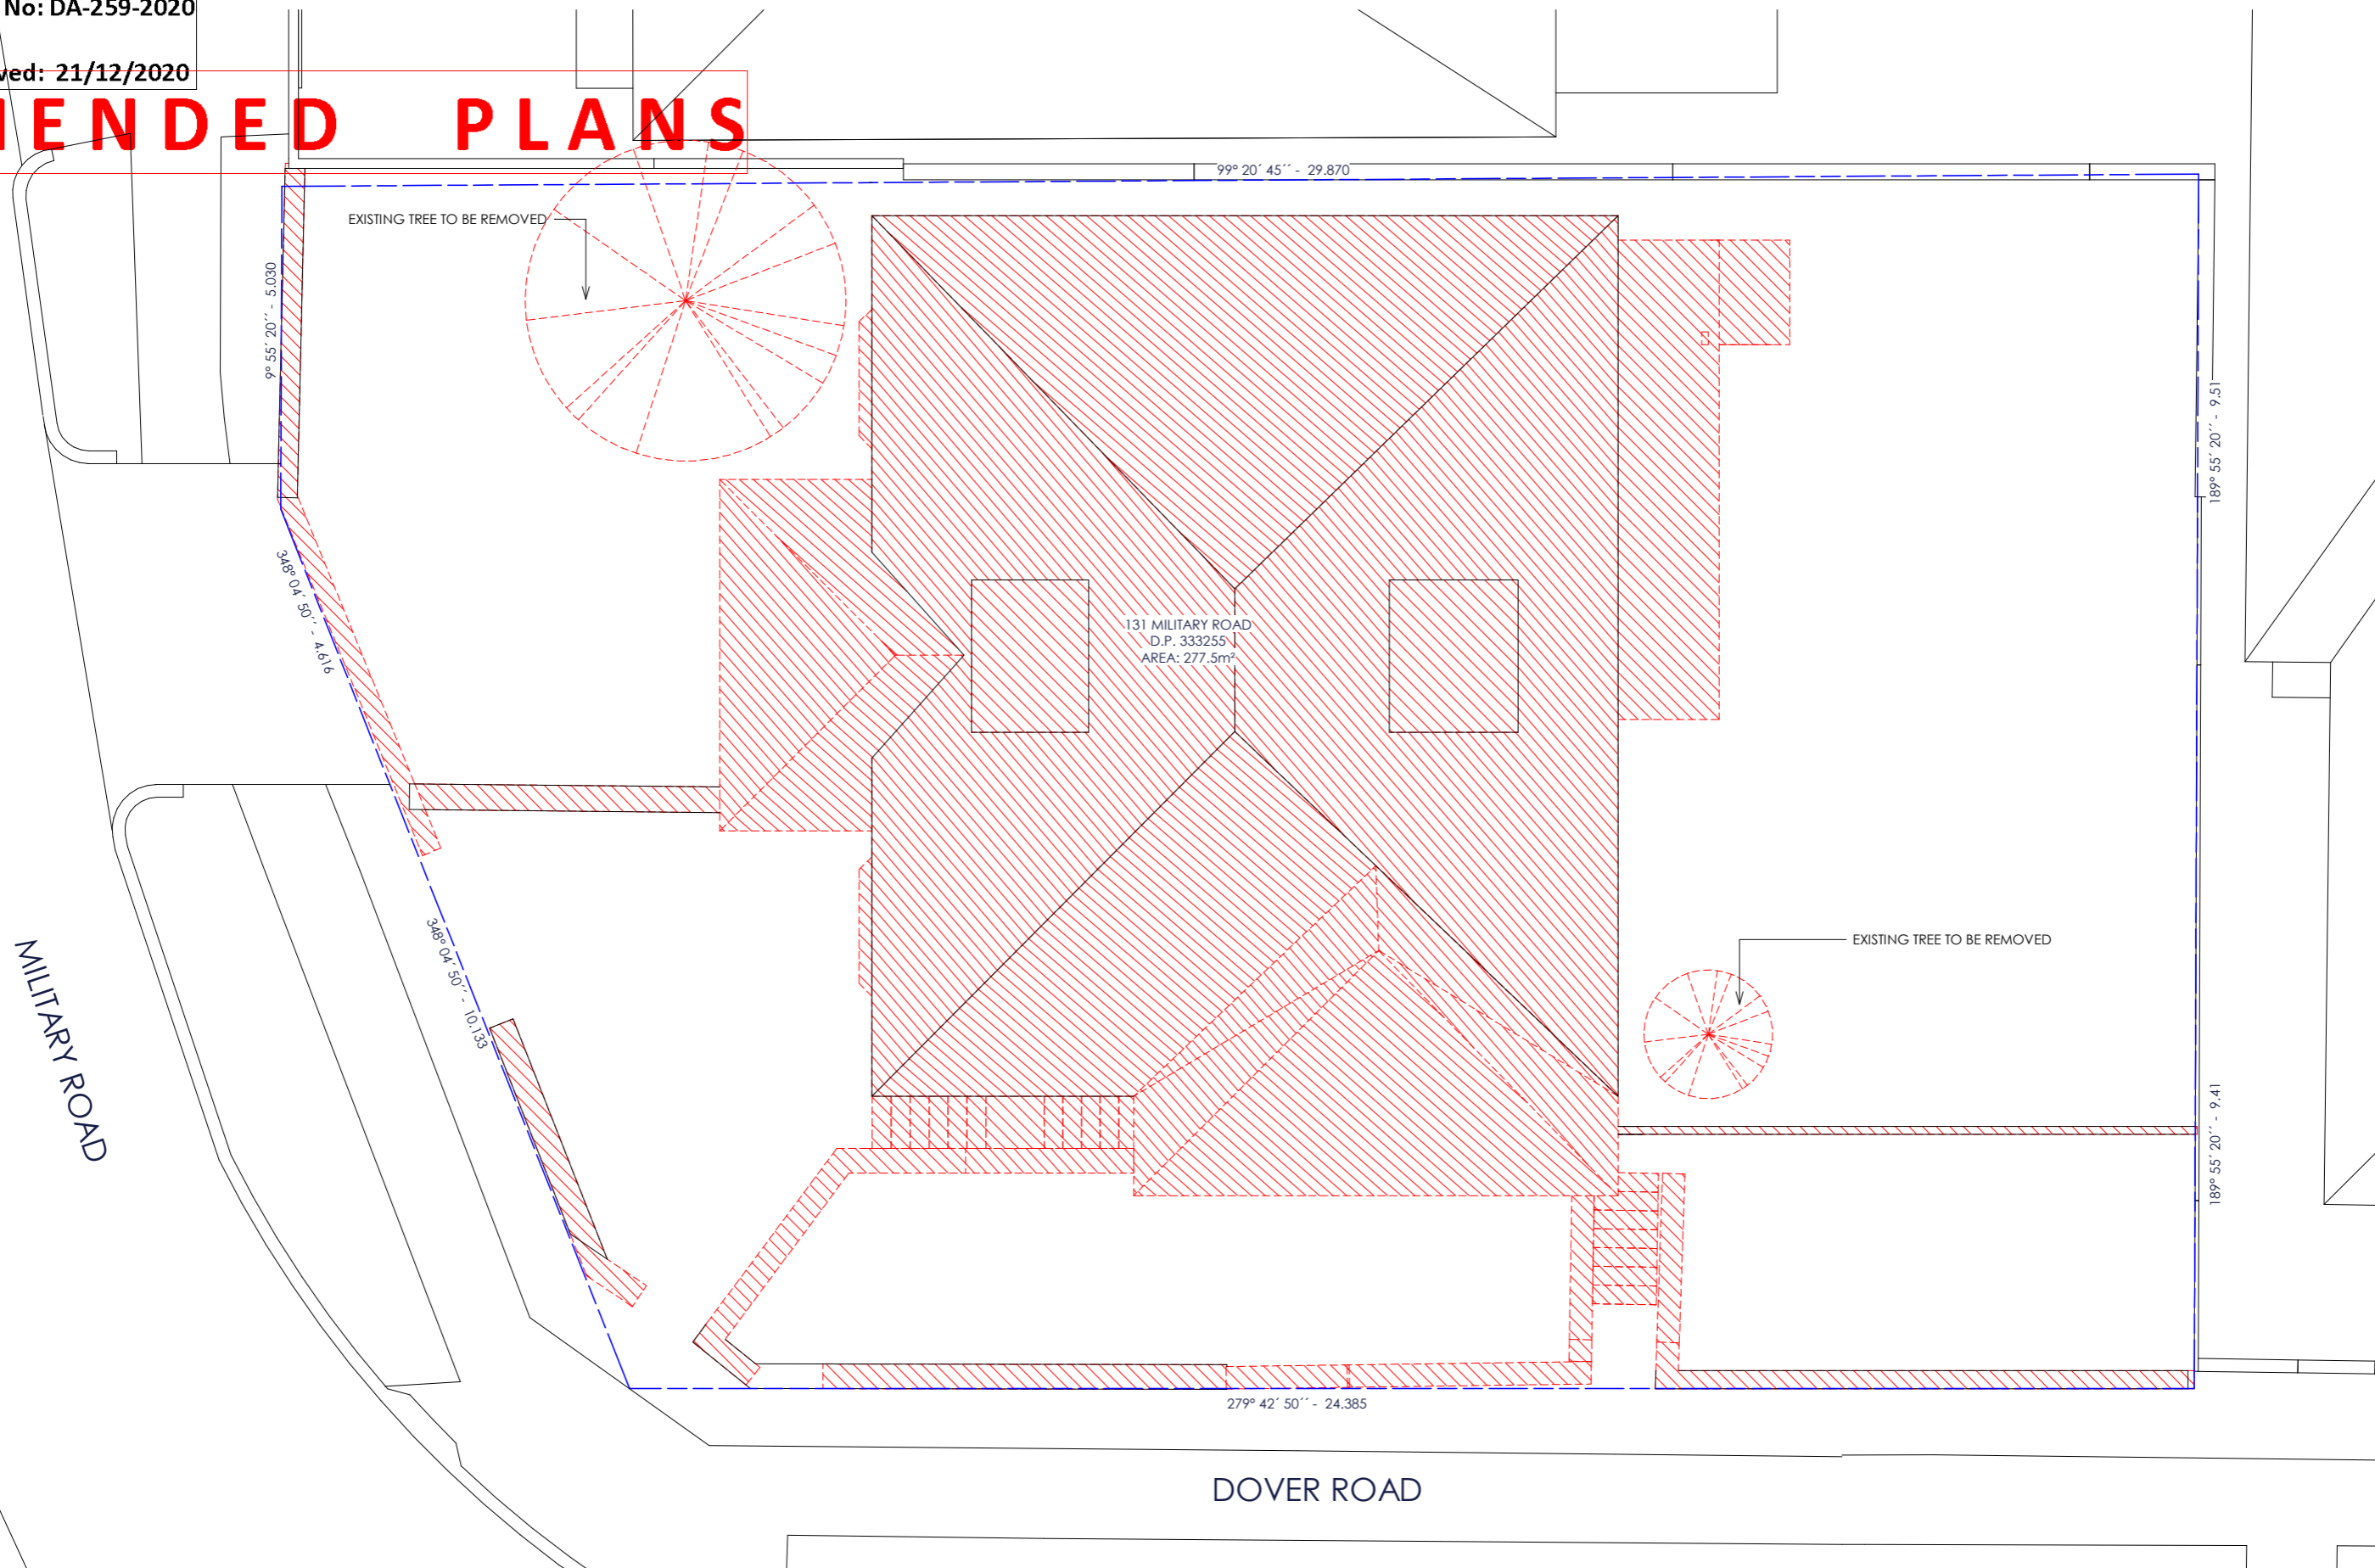 No: DA-259-2020
ved: 21/12/2020
ENDED PLANS
99° 20´ 45´´ - 29.870
EXISTING TREE TO BE REMOVED
9° 55´ 20´´ - 5.030
189° 55´ 20´´ - 9.51
348° 04´ 50´´ - 4.616
131 MILITARY ROAD
D.P. 333255
AREA: 277.5m²
348° 04´ 50´´ - 10.133
EXISTING TREE TO BE REMOVED
MILITARY ROAD
189° 55´ 20´´ - 9.41
279° 42´ 50´´ - 24.385
DOVER ROAD